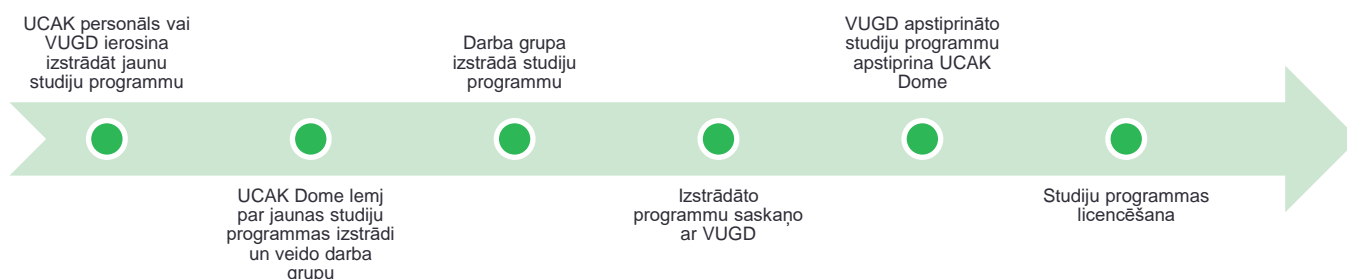 UCAK personāls vai
VUGD ierosina
izstrādāt jaunu
studiju programmu
UCAK Dome lemj
par jaunas studiju
programmas izstrādi
un veido darba
grupu
Darba grupa
izstrādā studiju
programmu
Izstrādāto
programmu saskaņo
ar VUGD
VUGD apstiprināto
studiju programmu
apstiprina UCAK
Dome
Studiju programmas
licencēšana